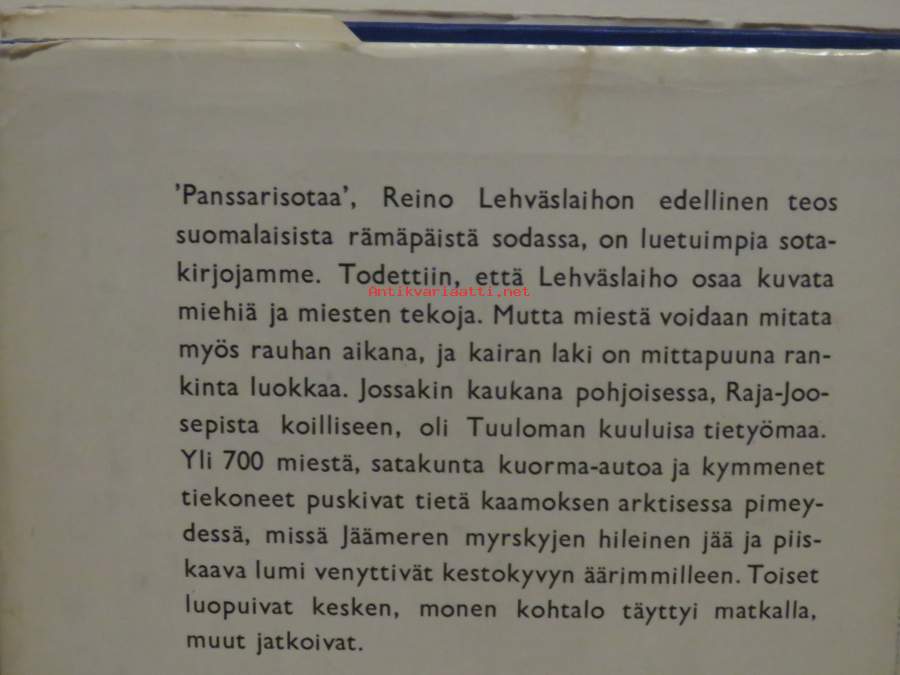 'Panssarisotaa', Reino Lehväslaihon edellinen teos
suomalaisista rämäpäistä sodassa, on luetuimpia sota-
kirjojamme. Todettiin, että Lehväslaiho osaa kuvata
Antikvariaatti.net
miehiä ja miesten tekoja. Mutta miestä voidaan mitata
myös rauhan aikana, ja kairan laki on mittapuuna ran-
kinta luokkaa. Jossakin kaukana pohjoisessa, Raja-Joo-
sepista koilliseen, oli Tuuloman kuuluisa tietyömaa.
Yli 700 miestä, satakunta kuorma-autoa ja kymmenet
tiekoneet puskivat tietä kaamoksen arktisessa pimey-
dessä, missä Jäämeren myrskyjen hileinen jää ja piis-
kaava lumi venyttivät kestokyvyn äärimmilleen. Toiset
luopuivat kesken, monen kohtalo täyttyi matkalla,
muut jatkoivat.